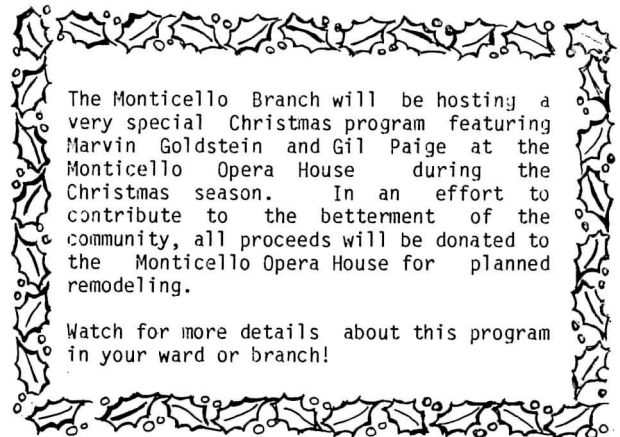 The Monticello Branch will be hosting a
very special Christmas program featuring
Marvin Goldstein and Gil Paige at the
Monticello Opera House during the
Christmas season. In an effort to
contribute to the betterment of the
community, all proceeds will be donated to
the Monticello Opera House for planned
remodeling.

Watch for more details about this program
in your ward or branch!